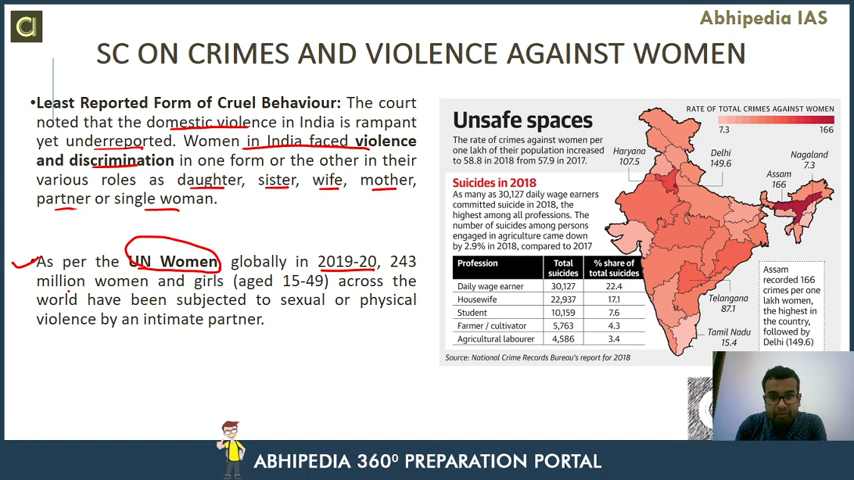 Abhipedia IAS
SC ON CRIMES AND VIOLENCE AGAINST WOMEN
•Least Reported Form of Cruel Behaviour: The court
noted that the domestic violence in India is rampant
yet underreported. Women in India faced violence
and discrimination in one form or the other in their
various roles as daughter, sister, wife, mother,
partner or single woman.
As per the UN Women globally in 2019-20, 243
million women and girls (aged 15-49) across the
world have been subjected to sexual or physical
violence by an intimate partner.
Unsafe spaces
The rate of crimes against women per
one lakh of their population increased
to 58.8 in 2018 from 57.9 in 2017.
Suicides in 2018
As many as 30,127 daily wage earners
committed suicide in 2018, the
highest among all professions. The
number of suicides among persons
engaged in agriculture came down
by 2.9% in 2018, compared to 2017
Profession Total suicides % share of total suicides
Daily wage earner 30,127 22.4
Housewife 22,937 17.1
Student 10,159 7.6
Farmer / cultivator 5,763 4.3
Agricultural labourer 4,586 3.4
Source: National Crime Records Bureau's report for 2018
RATE OF TOTAL CRIMES AGAINST WOMEN
7.3 166
Haryana
107.5
Delhi
149.6
Nagaland
7.3
Assam
166
Telangana
87.1
Tamil Nadu
15.4
Assam
recorded 166
crimes per one
lakh women,
the highest in
the country,
followed by
Delhi (149.6)
ABHIPEDIA 360⁰ PREPARATION PORTAL